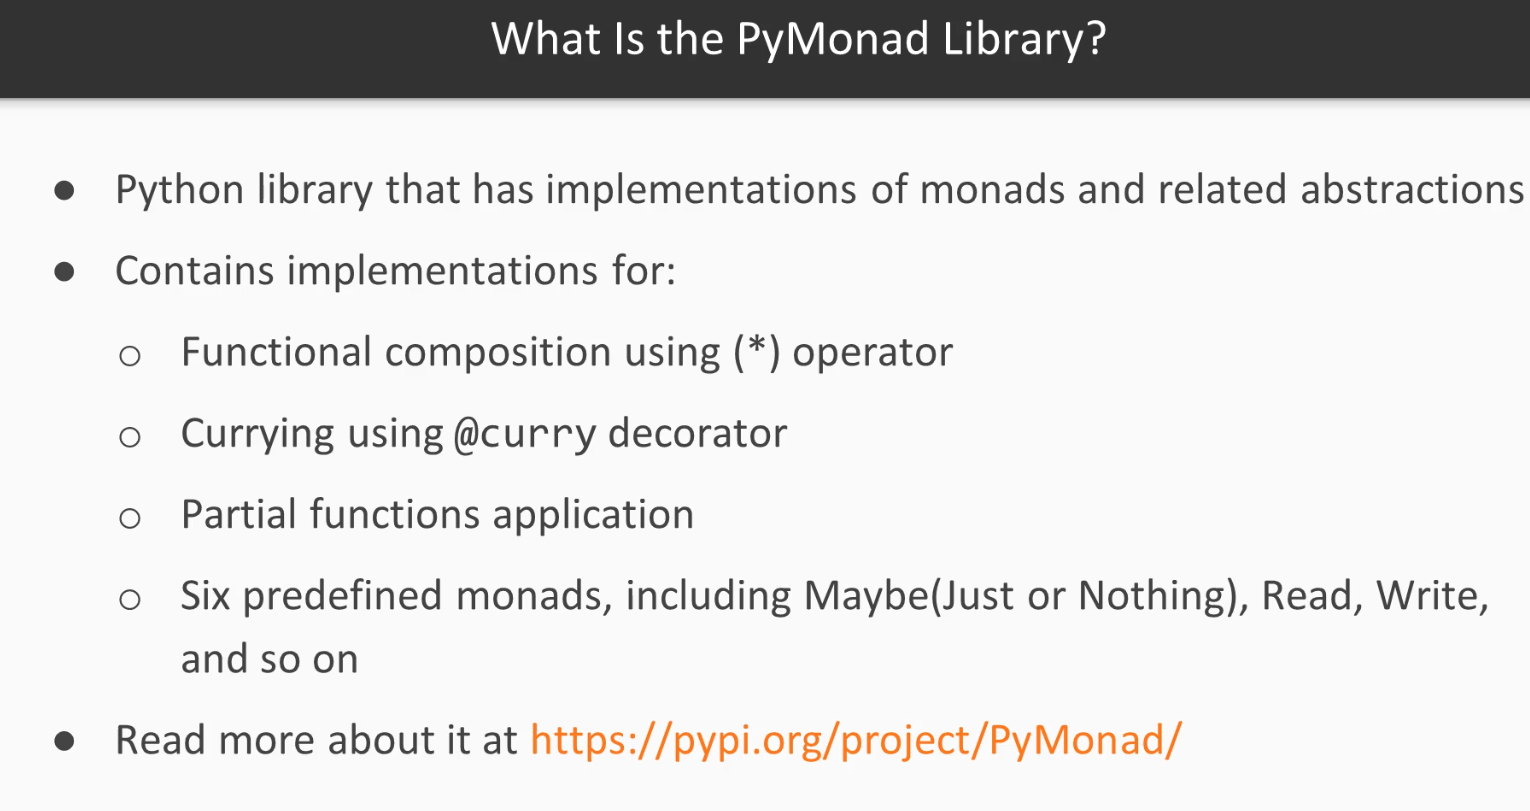 What Is the PyMonad Library?
● Python library that has implementations of monads and related abstractions
● Contains implementations for:
○ Functional composition using (*) operator
○ Currying using @curry decorator
○ Partial functions application
○ Six predefined monads, including Maybe(Just or Nothing), Read, Write,
and so on
● Read more about it at https://pypi.org/project/PyMonad/